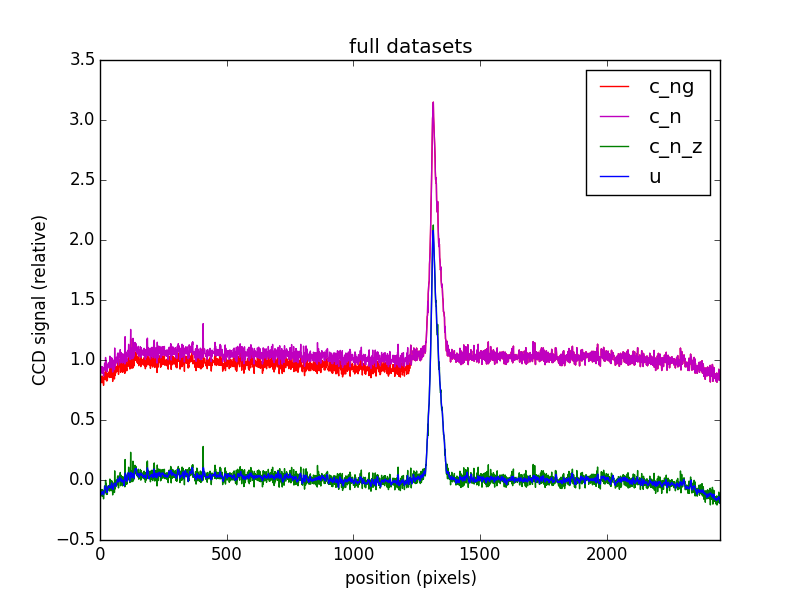 full datasets
3.5
3.0
2.5
2.0
1.5
1.0
0.5
0.0
−0.5
0
500
1000
1500
2000
CCD signal (relative)
position (pixels)
c_ng
c_n
c_n_z
u